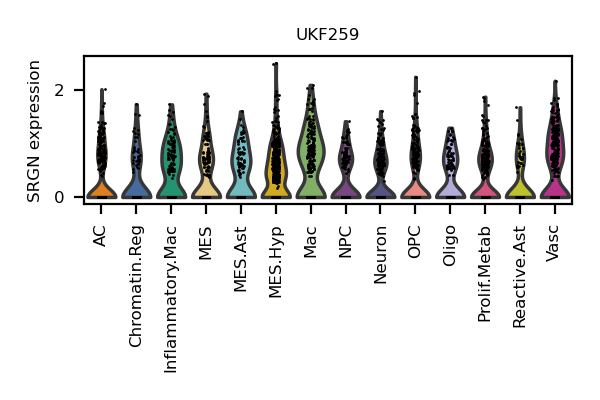 UKF259
SRGN expression
2
0
AC
Chromatin.Reg
Inflammatory.Mac
MES
MES.Ast
MES.Hyp
Mac
NPC
Neuron
OPC
Oligo
Prolif.Metab
Reactive.Ast
Vasc